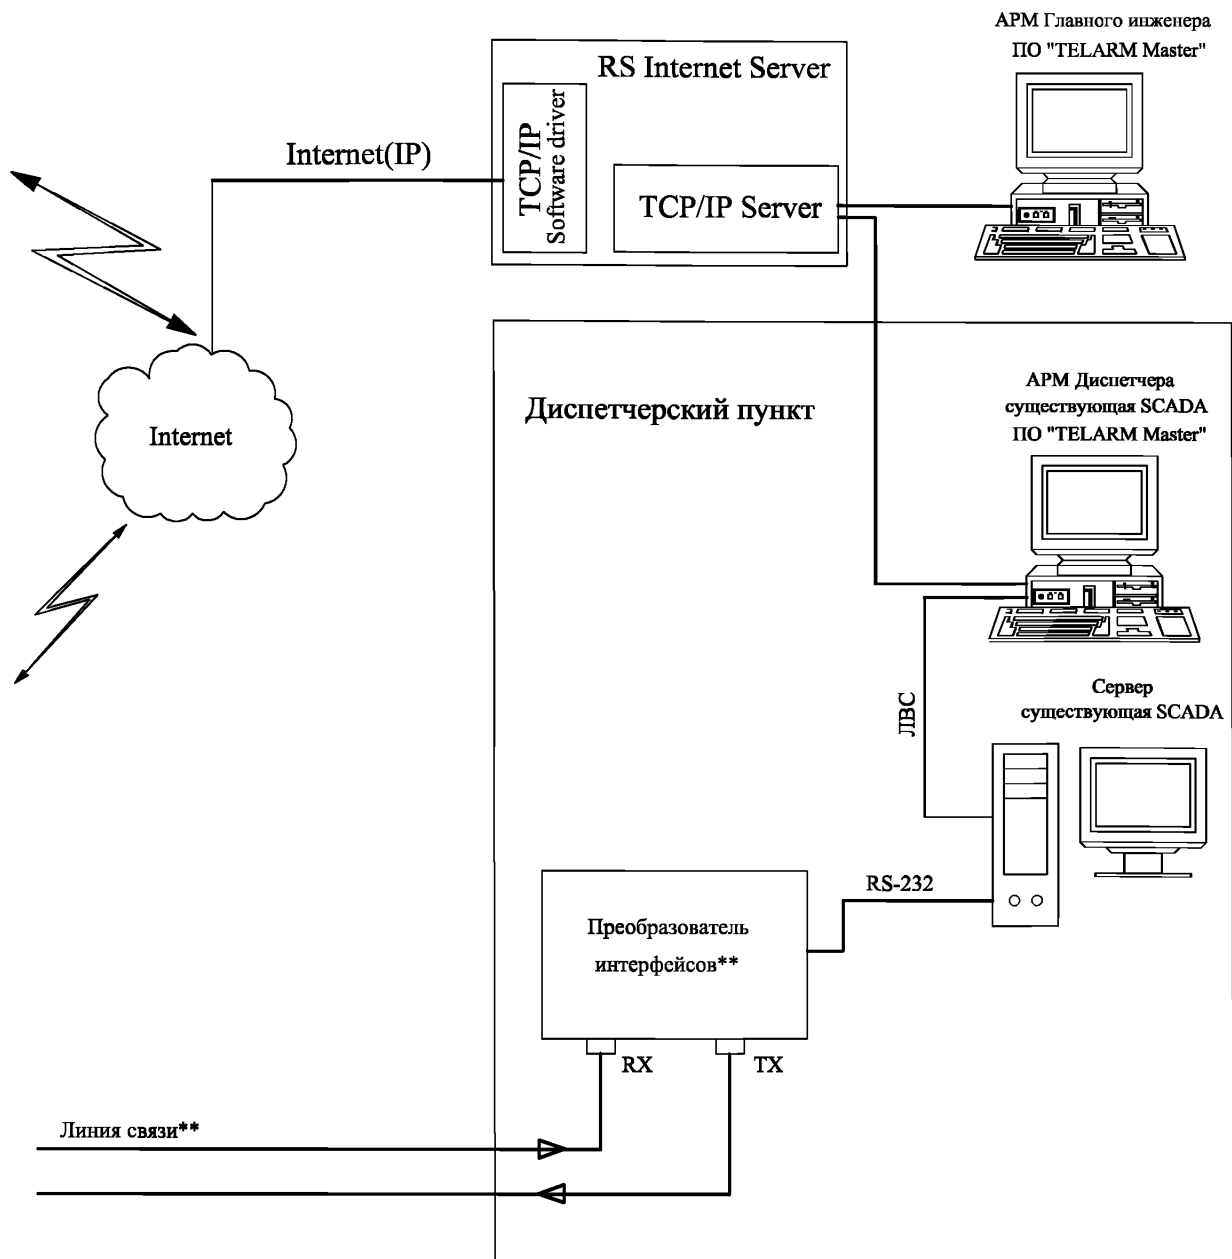 АРМ Главного инженера
ПО "TELARM Master"
RS Internet Server
TCP/IP
Software driver
Internet(IP)
TCP/IP Server
Internet
Диспетчерский пункт
АРМ Диспетчера
существующая SCADA
ПО "TELARM Master"
ЛВС
Сервер
существующая SCADA
RS-232
Преобразователь
интерфейсов**
RX
TX
Линия связи**